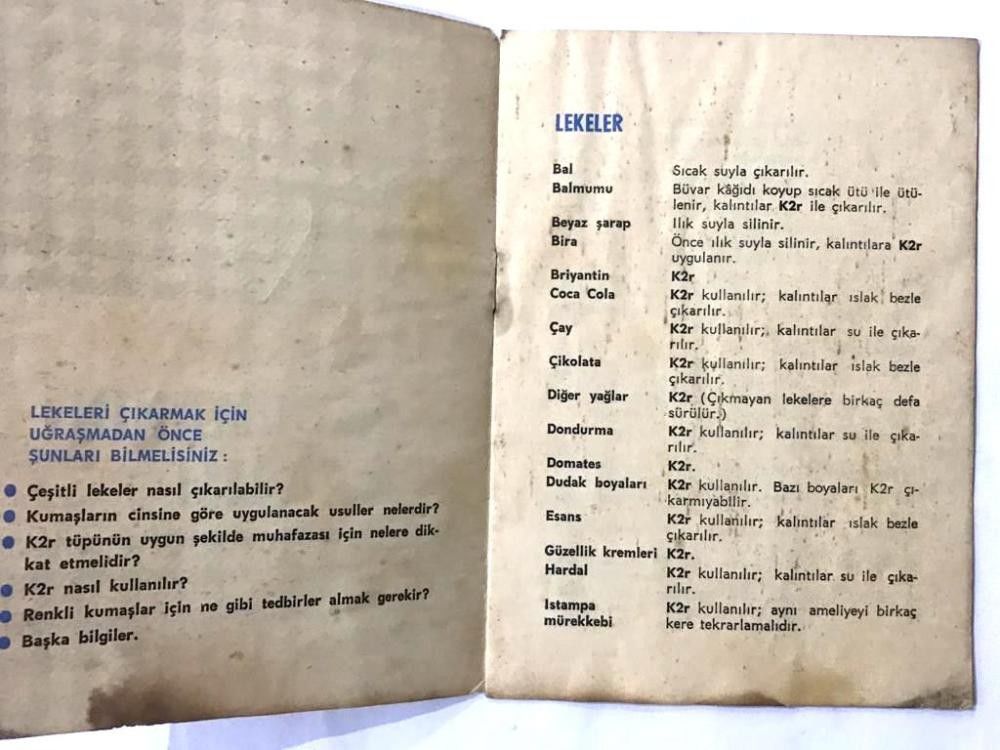 LEKELERİ ÇIKARMAK İÇİN
UĞRAŞMADAN ÖNCE
ŞUNLARI BİLMELİSİNİZ :
Çeşitli lekeler nasıl çıkarılabilir?
Kumaşların cinsine göre uygulanacak usuller nelerdir?
K2r tüpünün uygun şekilde muhafazası için nelere dik-
kat etmelidir?
K2r nasıl kullanılır?
Renkli kumaşlar için ne gibi tedbirler almak gerekir?
Başka bilgiler.
LEKELER
Bal Sıcak suyla çıkarılır.
Balmumu Büvar kâğıdı koyup sıcak ütü ile ütü-
lenir, kalıntılar K2r ile çıkarılır.
Beyaz şarap Ilık suyla silinir.
Bira Önce ılık suyla silinir, kalıntılara K2r
uygulanır.
Briyantin K2r
Coca Cola K2r kullanılır; kalıntılar ıslak bezle
çıkarılır.
Çay K2r kullanılır; kalıntılar su ile çıka-
rılır.
Çikolata K2r kullanılır; kalıntılar islak bezle
çıkarılır.
Diğer yağlar K2r (Çıkmayan lekelere birkaç defa
sürülür.)
Dondurma K2r kullanılır; kalıntılar su ile çıka-
rılır.
Domates K2r.
Dudak boyaları K2r kullanılır. Bazı boyaları K2r çı-
karmıyabilir.
Esans K2r kullanılır; kalıntılar ıslak bezle
çıkarılır.
Güzellik kremleri K2r.
Hardal K2r kullanılır; kalıntılar su ile çıka-
rılır.
Istampa K2r kullanılır; aynı ameliyeyi birkaç
mürekkebi kere tekrarlamalıdır.